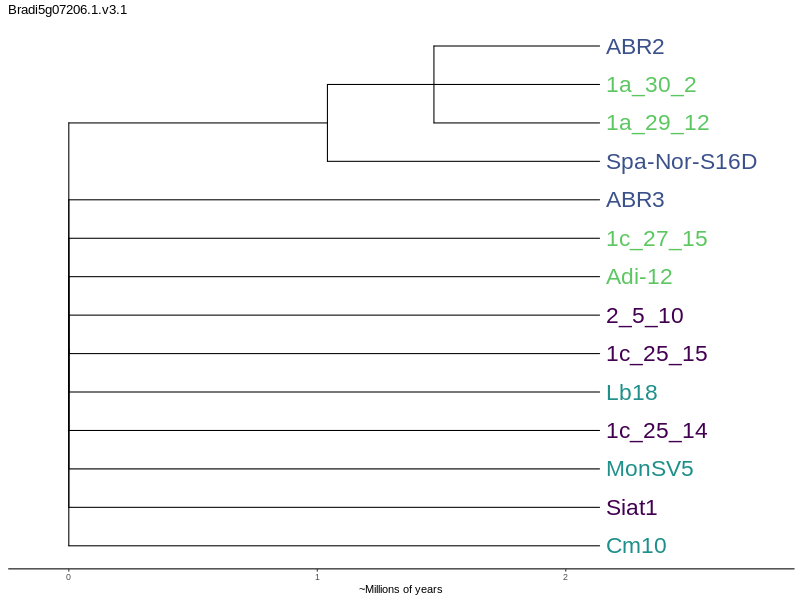 Bradi5g07206.1.v3.1
ABR2
1a_30_2
1a_29_12
Spa-Nor-S16D
ABR3
1c_27_15
Adi-12
2_5_10
1c_25_15
Lb18
1c_25_14
MonSV5
Siat1
Cm10
0 1 2
~Millions of years